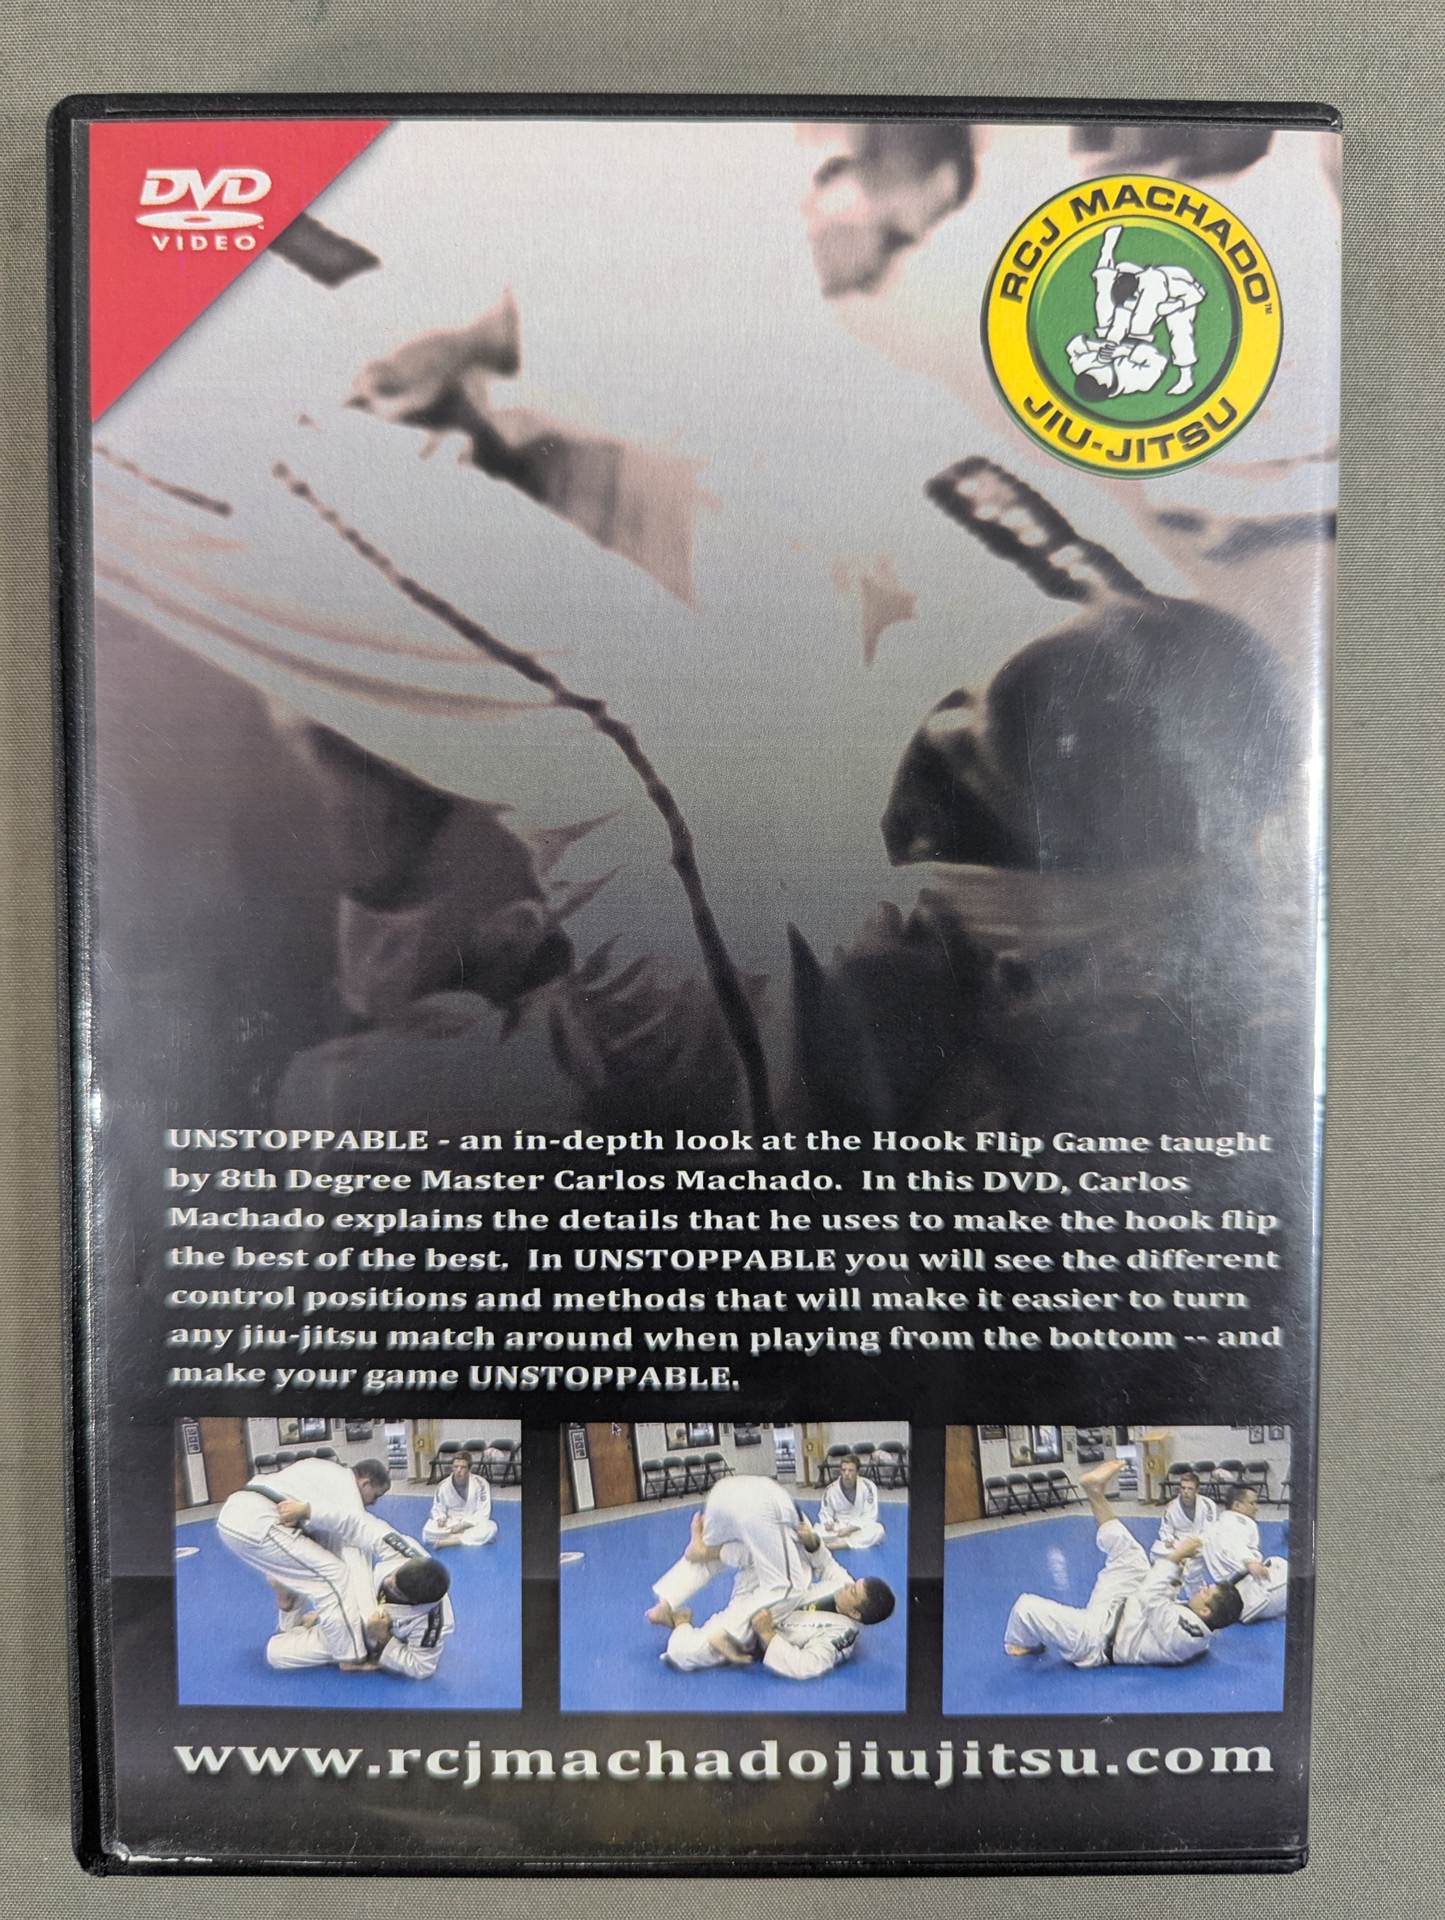 DVD
VIDEO
RCJ MACHADO™
JIU-JITSU
UNSTOPPABLE - an in-depth look at the Hook Flip Game taught
by 8th Degree Master Carlos Machado.  In this DVD, Carlos
Machado explains the details that he uses to make the hook flip
the best of the best.  In UNSTOPPABLE you will see the different
control positions and methods that will make it easier to turn
any jiu-jitsu match around when playing from the bottom -- and
make your game UNSTOPPABLE.
www.rcjmachadojiujitsu.com